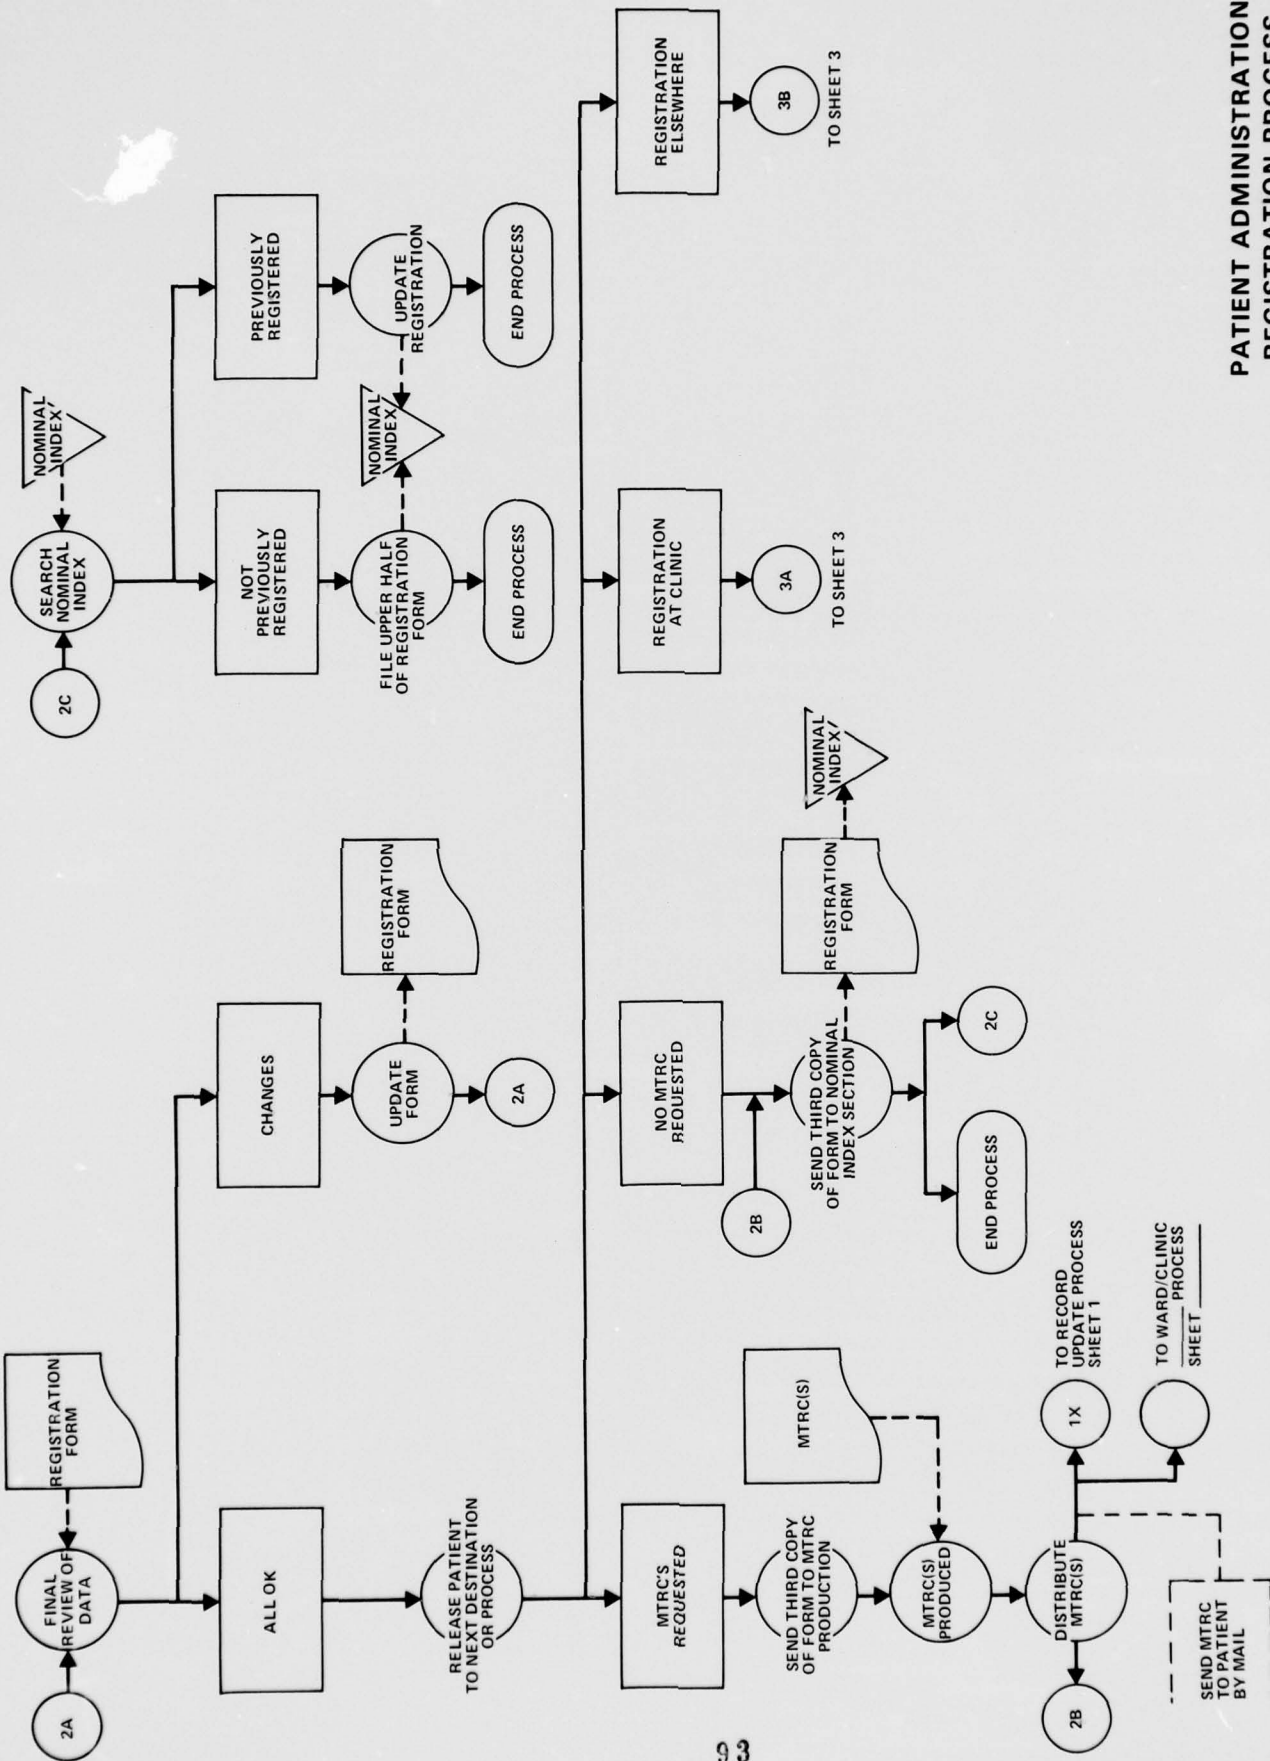 2A
FINAL
REVIEW OF
DATA
REGISTRATION
FORM
2C
SEARCH
NOMINAL
INDEX
NOMINAL
INDEX
ALL OK
CHANGES
NOT
PREVIOUSLY
REGISTERED
PREVIOUSLY
REGISTERED
RELEASE PATIENT
TO NEXT DESTINATION
OR PROCESS
UPDATE
FORM
REGISTRATION
FORM
FILE UPPER HALF
OF REGISTRATION
FORM
NOMINAL
INDEX
UPDATE
REGISTRATION
2A
END PROCESS
END PROCESS
MTRC'S
REQUESTED
NO MTRC
REQUESTED
REGISTRATION
AT CLINIC
REGISTRATION
ELSEWHERE
2B
3A
TO SHEET 3
3B
TO SHEET 3
SEND THIRD COPY
OF FORM TO MTRC
PRODUCTION
MTRC(S)
SEND THIRD COPY
OF FORM TO NOMINAL
INDEX SECTION
REGISTRATION
FORM
NOMINAL
INDEX
MTRC(S)
PRODUCED
END PROCESS
2C
2B
DISTRIBUTE
MTRC(S)
1X
TO RECORD
UPDATE PROCESS
SHEET 1
TO WARD/CLINIC
______ PROCESS
SHEET ______
SEND MTRC
TO PATIENT
BY MAIL
PATIENT ADMINISTRATION
REGISTRATION PROCESS
93